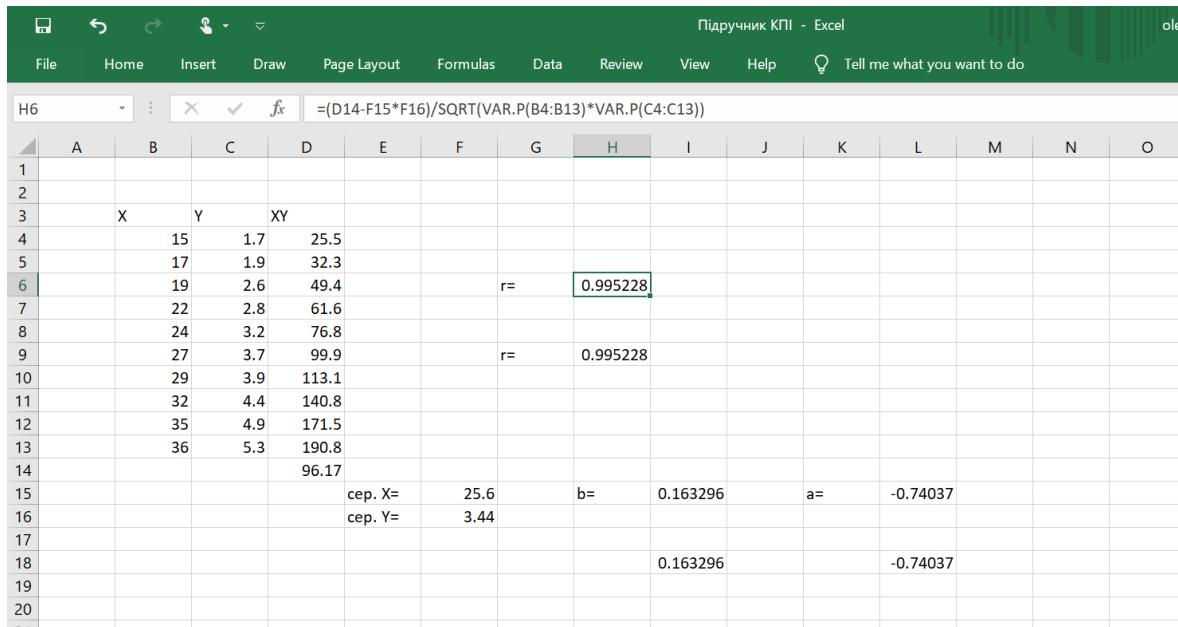 Підручник КПІ - Excel ole
File Home Insert Draw Page Layout Formulas Data Review View Help Tell me what you want to do
H6 fx =(D14-F15*F16)/SQRT(VAR.P(B4:B13)*VAR.P(C4:C13))
A B C D E F G H I J K L M N O
1
2
3 X Y XY
4 15 1.7 25.5
5 17 1.9 32.3
6 19 2.6 49.4 r= 0.995228
7 22 2.8 61.6
8 24 3.2 76.8
9 27 3.7 99.9 r= 0.995228
10 29 3.9 113.1
11 32 4.4 140.8
12 35 4.9 171.5
13 36 5.3 190.8
14 96.17
15 сер. X= 25.6 b= 0.163296 a= -0.74037
16 сер. Y= 3.44
17
18 0.163296 -0.74037
19
20